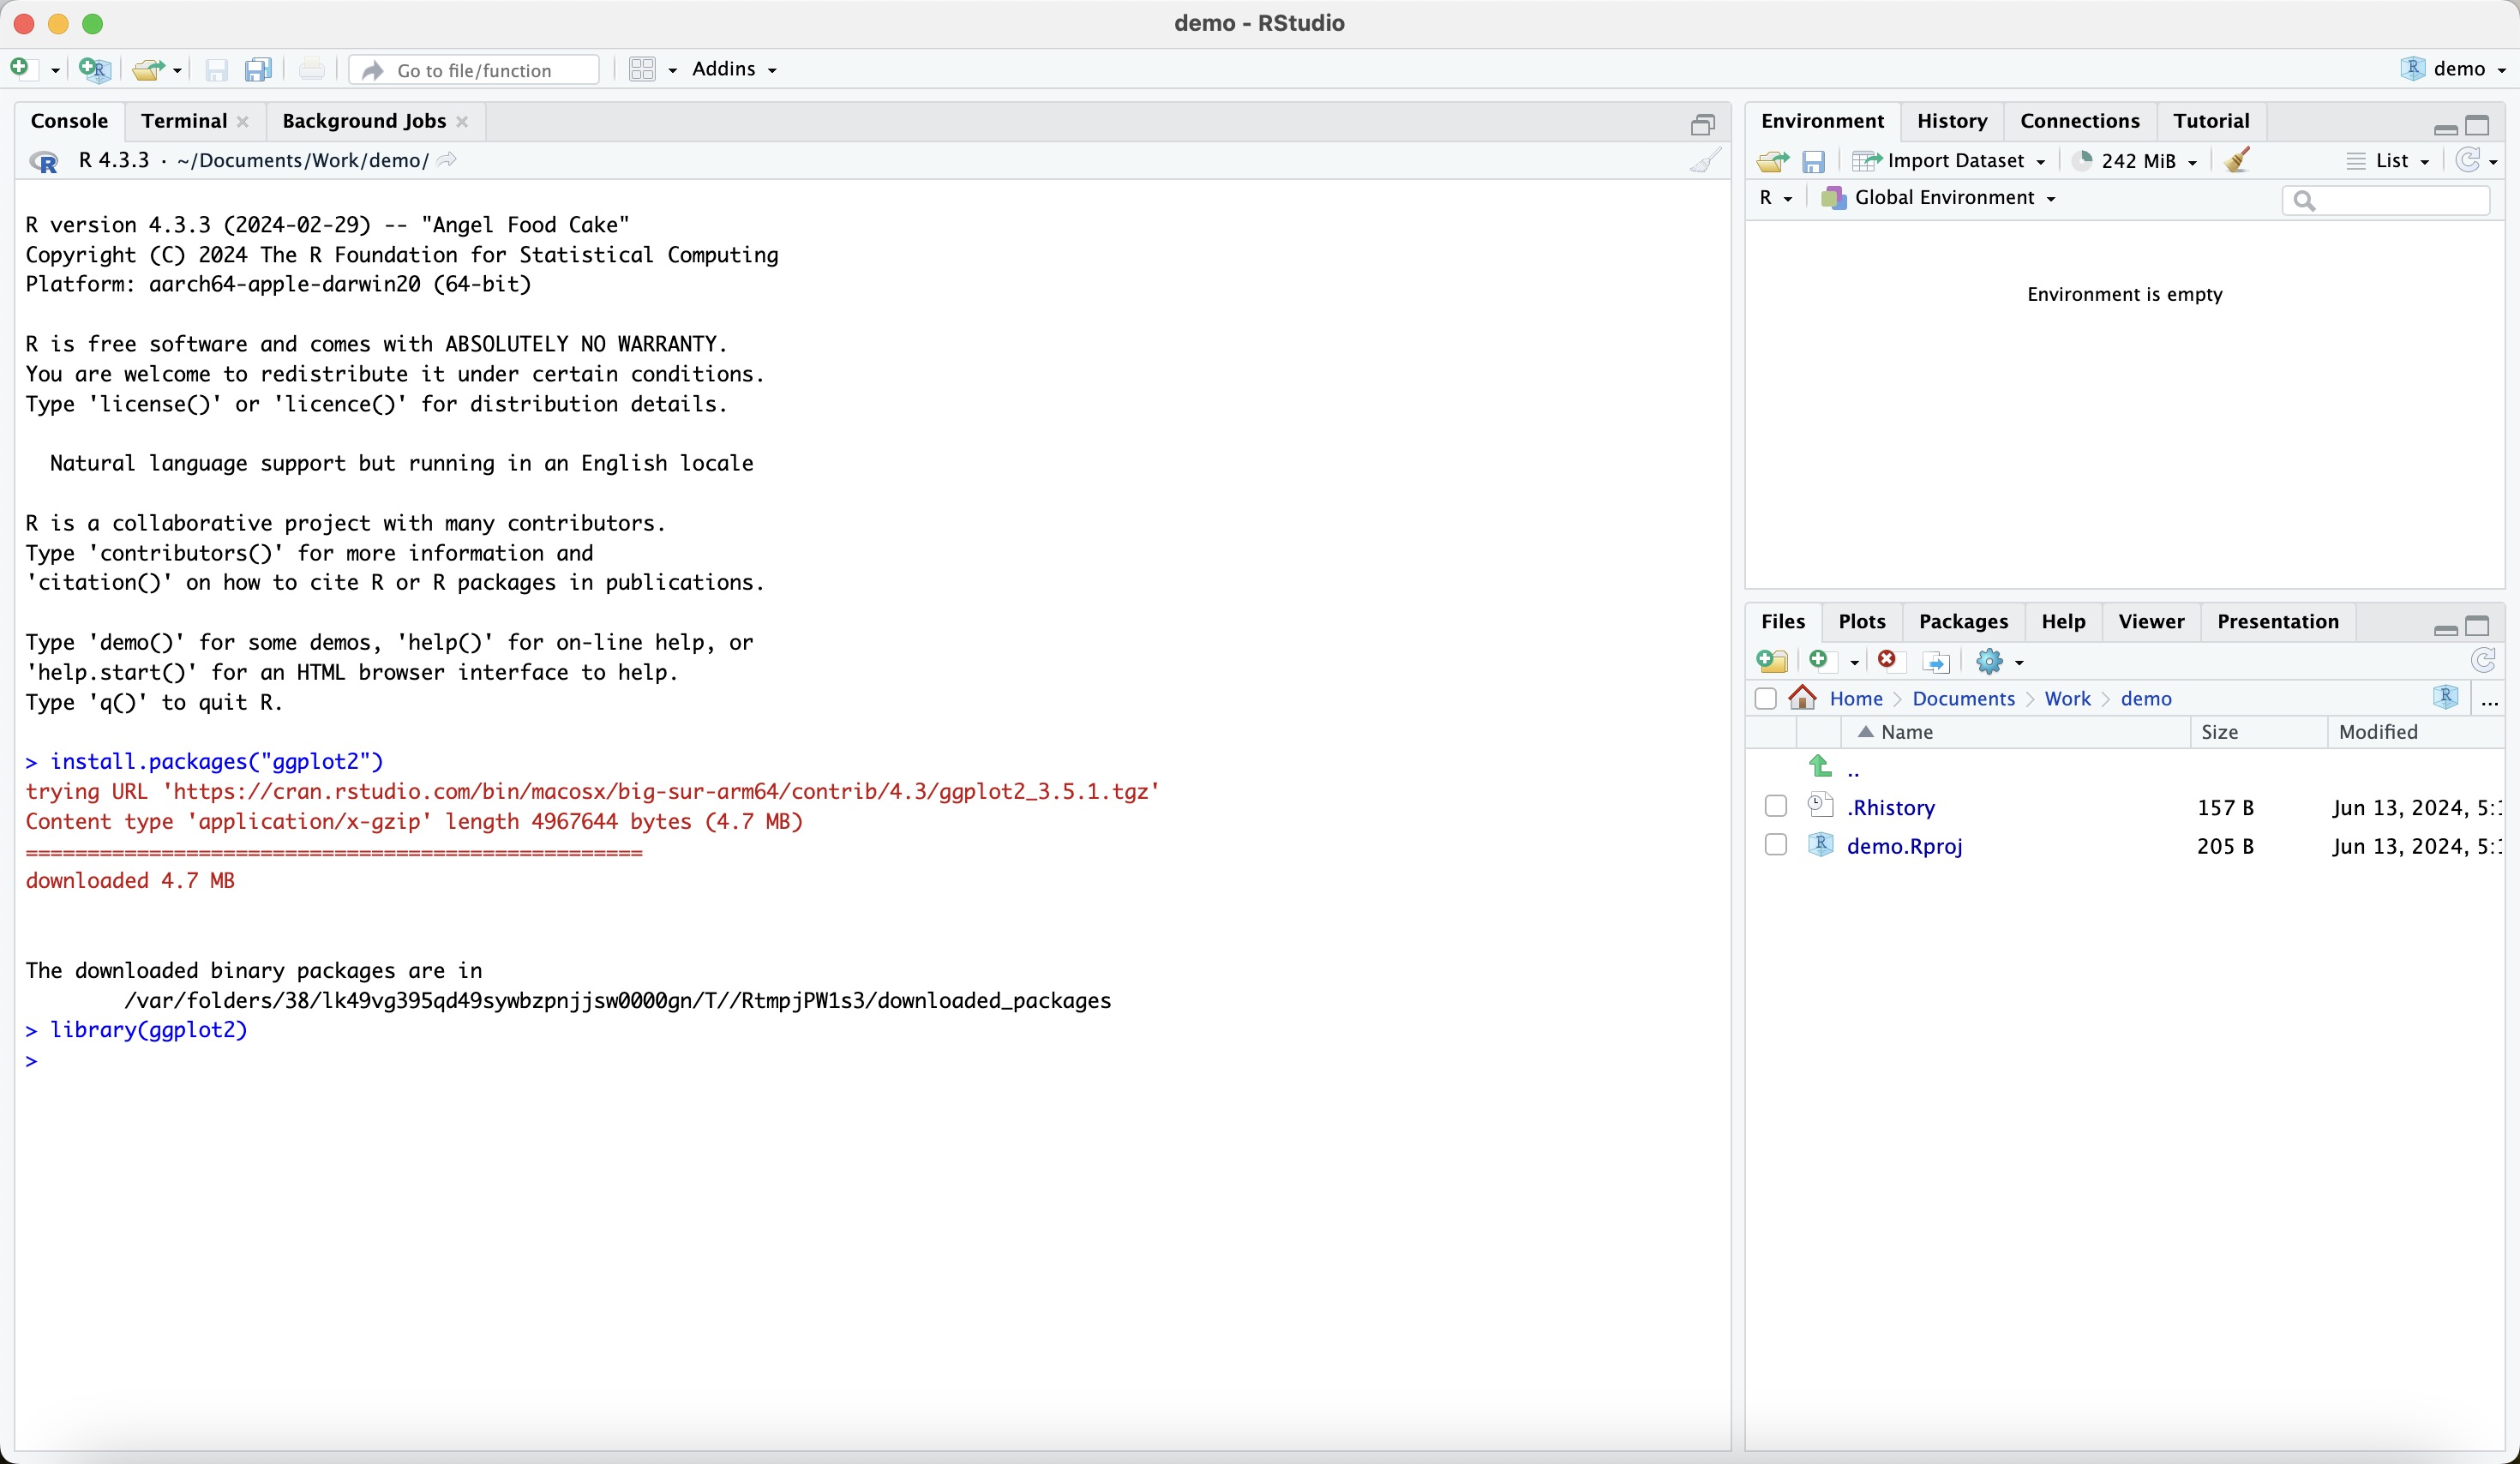 demo - RStudio
Go to file/function
Addins
demo
Console
Terminal
Background Jobs
R 4.3.3 · ~/Documents/Work/demo/
R version 4.3.3 (2024-02-29) -- "Angel Food Cake"
Copyright (C) 2024 The R Foundation for Statistical Computing
Platform: aarch64-apple-darwin20 (64-bit)
R is free software and comes with ABSOLUTELY NO WARRANTY.
You are welcome to redistribute it under certain conditions.
Type 'license()' or 'licence()' for distribution details.
Natural language support but running in an English locale
R is a collaborative project with many contributors.
Type 'contributors()' for more information and
'citation()' on how to cite R or R packages in publications.
Type 'demo()' for some demos, 'help()' for on-line help, or
'help.start()' for an HTML browser interface to help.
Type 'q()' to quit R.
> install.packages("ggplot2")
trying URL 'https://cran.rstudio.com/bin/macosx/big-sur-arm64/contrib/4.3/ggplot2_3.5.1.tgz'
Content type 'application/x-gzip' length 4967644 bytes (4.7 MB)
==================================================
downloaded 4.7 MB
The downloaded binary packages are in
/var/folders/38/lk49vg395qd49sywbzpnjjsw0000gn/T//RtmpjPW1s3/downloaded_packages
> library(ggplot2)
>
Environment
History
Connections
Tutorial
Import Dataset
242 MiB
List
R
Global Environment
Environment is empty
Files
Plots
Packages
Help
Viewer
Presentation
Home
Documents
Work
demo
...
Name
Size
Modified
..
.Rhistory
157 B
Jun 13, 2024, 5:
demo.Rproj
205 B
Jun 13, 2024, 5: